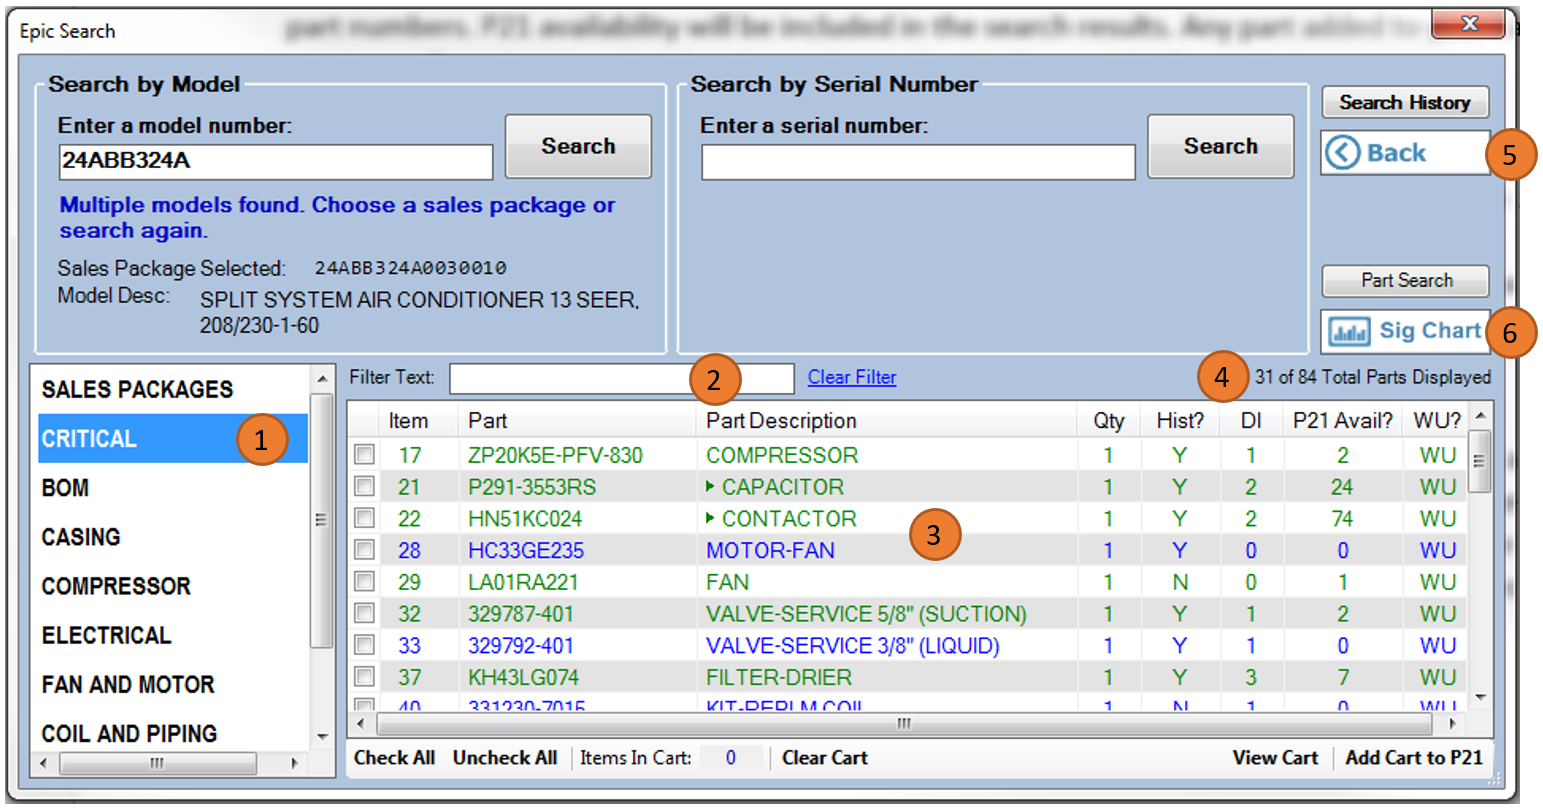 part numbers. P21 availability will be included in the search results. Any part added to
Epic Search
Search by Model
Enter a model number:
24ABB324A
Search
Multiple models found. Choose a sales package or
search again.
Sales Package Selected: 24ABB324A0030010
Model Desc: SPLIT SYSTEM AIR CONDITIONER 13 SEER,
208/230-1-60
Search by Serial Number
Enter a serial number:
Search
Search History
Back 5
Part Search
Sig Chart 6
SALES PACKAGES
CRITICAL 1
BOM
CASING
COMPRESSOR
ELECTRICAL
FAN AND MOTOR
COIL AND PIPING
Filter Text: 2 Clear Filter 4 31 of 84 Total Parts Displayed
Item Part Part Description Qty Hist? DI P21 Avail? WU?
17 ZP20K5E-PFV-830 COMPRESSOR 1 Y 1 2 WU
21 P291-3553RS CAPACITOR 1 Y 2 24 WU
22 HN51KC024 CONTACTOR 1 Y 2 74 WU
3
28 HC33GE235 MOTOR-FAN 1 Y 0 0 WU
29 LA01RA221 FAN 1 N 0 1 WU
32 329787-401 VALVE-SERVICE 5/8" (SUCTION) 1 Y 1 2 WU
33 329792-401 VALVE-SERVICE 3/8" (LIQUID) 1 Y 1 0 WU
37 KH43LG074 FILTER-DRIER 1 Y 3 7 WU
40 331230-7015 KIT-REPLM COIL 1 N 1 0 WU
Check All Uncheck All Items In Cart: 0 Clear Cart View Cart Add Cart to P21